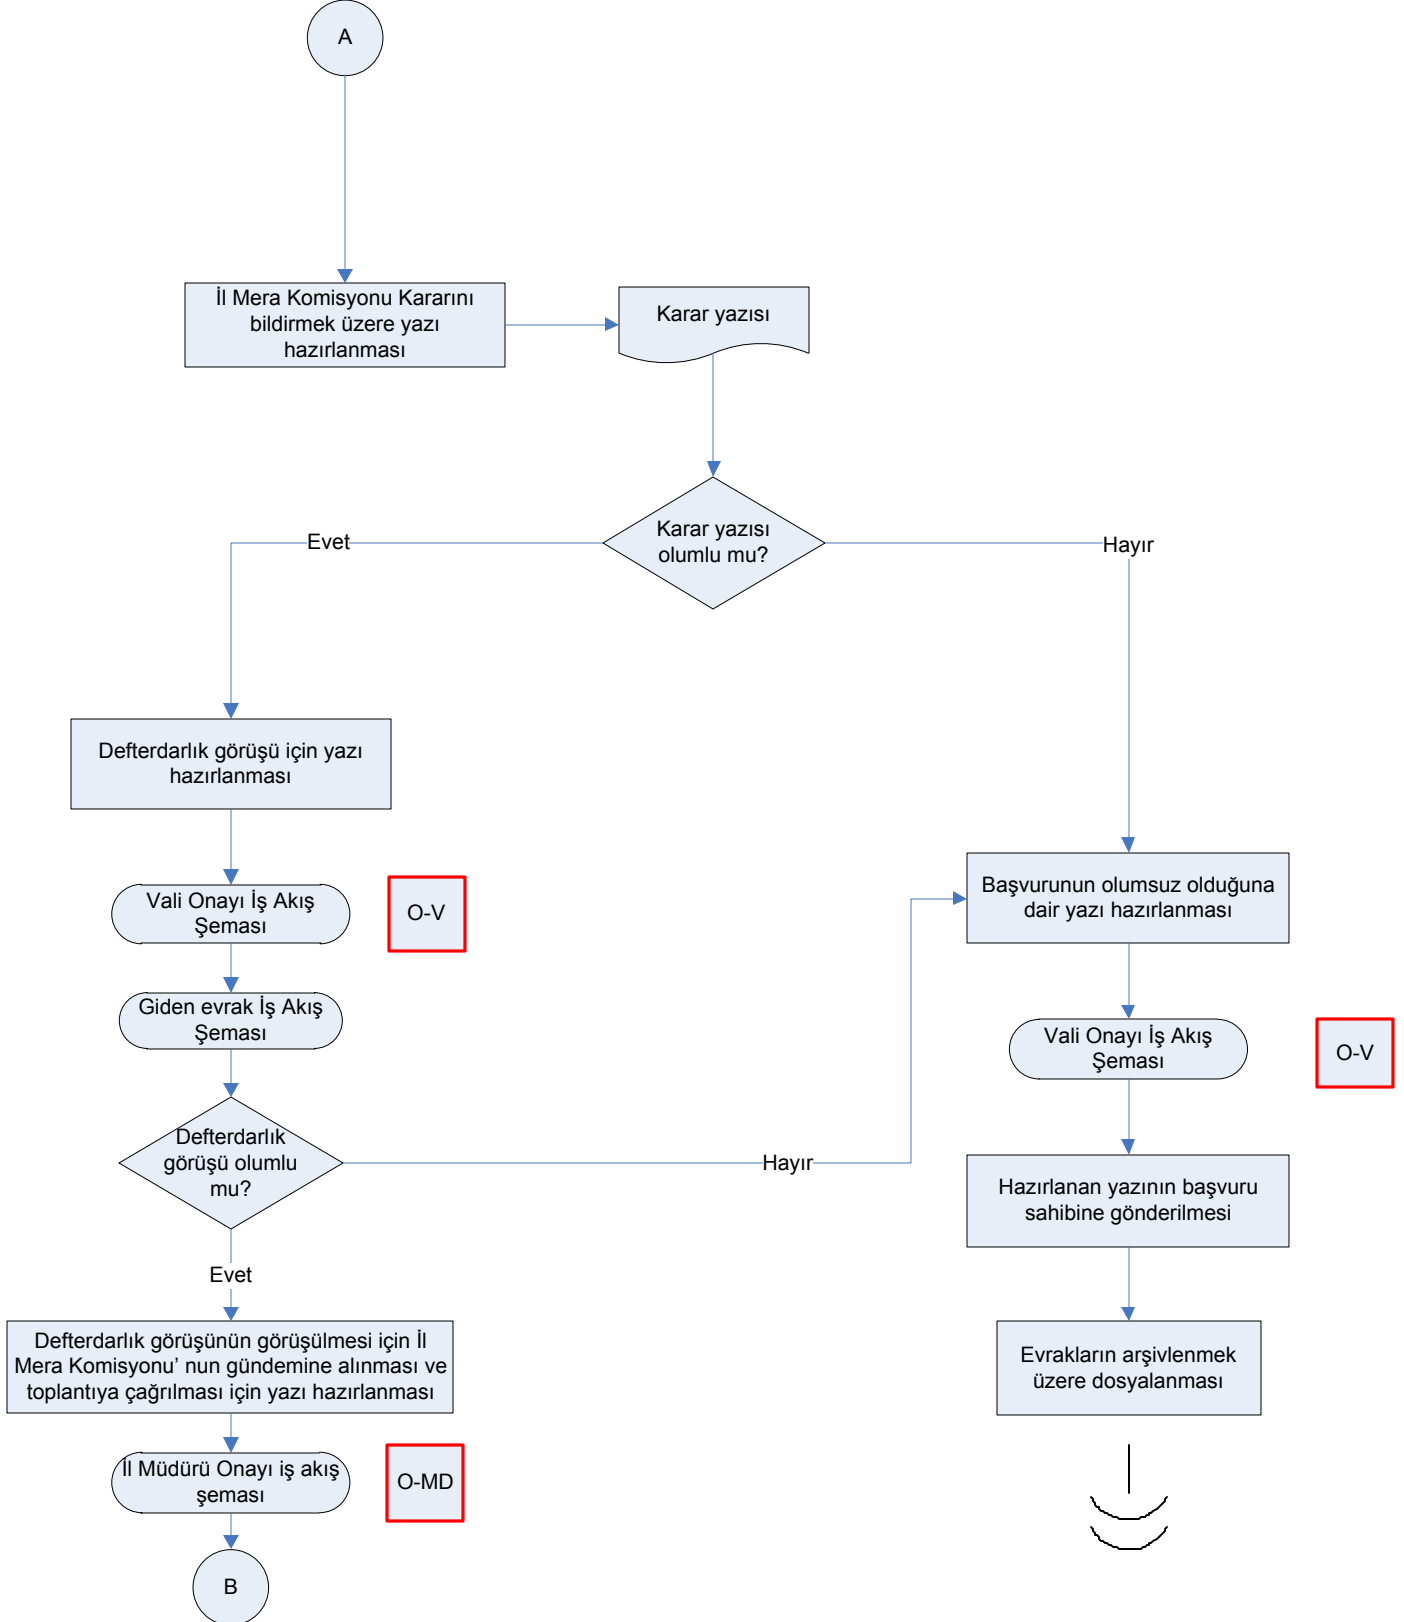 A
İl Mera Komisyonu Kararını
bildirmek üzere yazı
hazırlanması
Karar yazısı
Karar yazısı
olumlu mu?
Evet
Hayır
Defterdarlık görüşü için yazı
hazırlanması
Vali Onayı İş Akış
Şeması
O-V
Giden evrak İş Akış
Şeması
Defterdarlık
görüşü olumlu
mu?
Hayır
Evet
Defterdarlık görüşünün görüşülmesi için İl
Mera Komisyonu’ nun gündemine alınması ve
toplantıya çağrılması için yazı hazırlanması
İl Müdürü Onayı iş akış
şeması
O-MD
B
Başvurunun olumsuz olduğuna
dair yazı hazırlanması
Vali Onayı İş Akış
Şeması
O-V
Hazırlanan yazının başvuru
sahibine gönderilmesi
Evrakların arşivlenmek
üzere dosyalanması